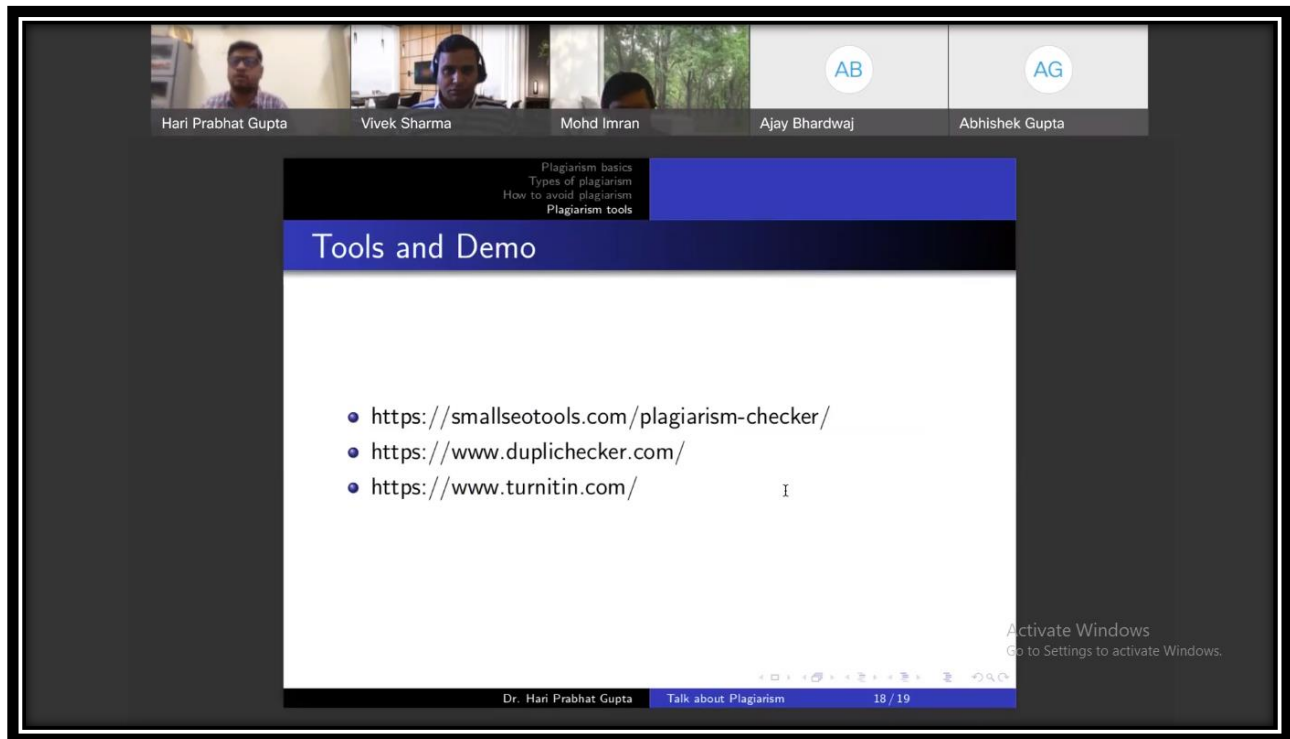 AB
AG
Hari Prabhat Gupta
Vivek Sharma
Mohd Imran
Ajay Bhardwaj
Abhishek Gupta
Plagiarism basics
Types of plagiarism
How to avoid plagiarism
Plagiarism tools
Tools and Demo
https://smallseotools.com/plagiarism-checker/
https://www.duplichecker.com/
https://www.turnitin.com/
Activate Windows
Go to Settings to activate Windows.
Dr. Hari Prabhat Gupta Talk about Plagiarism 18/19